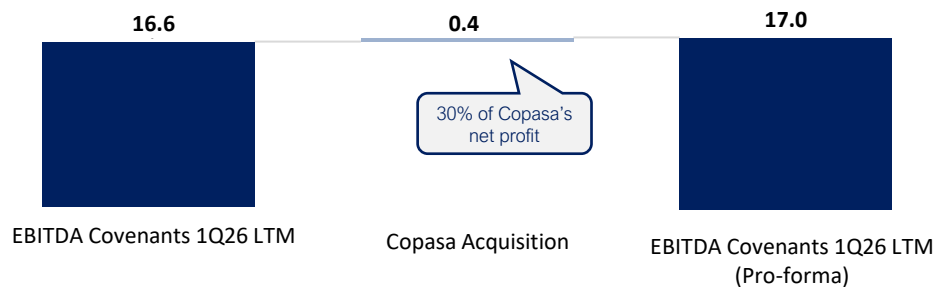 16.6
0.4
17.0
30% of Copasa’s
net profit
EBITDA Covenants 1Q26 LTM
Copasa Acquisition
EBITDA Covenants 1Q26 LTM
(Pro-forma)